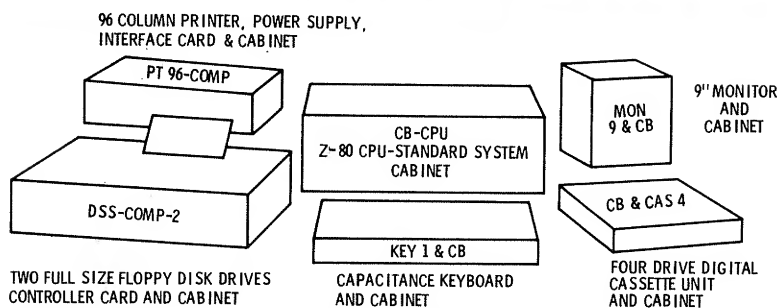 96 COLUMN PRINTER, POWER SUPPLY,
INTERFACE CARD & CABINET
PT 96-COMP
DSS-COMP-2
TWO FULL SIZE FLOPPY DISK DRIVES
CONTROLLER CARD AND CABINET
CB-CPU
Z-80 CPU-STANDARD SYSTEM
CABINET
KEY 1 & CB
CAPACITANCE KEYBOARD
AND CABINET
MON
9 & CB
9" MONITOR
AND
CABINET
CB & CAS 4
FOUR DRIVE DIGITAL
CASSETTE UNIT
AND CABINET